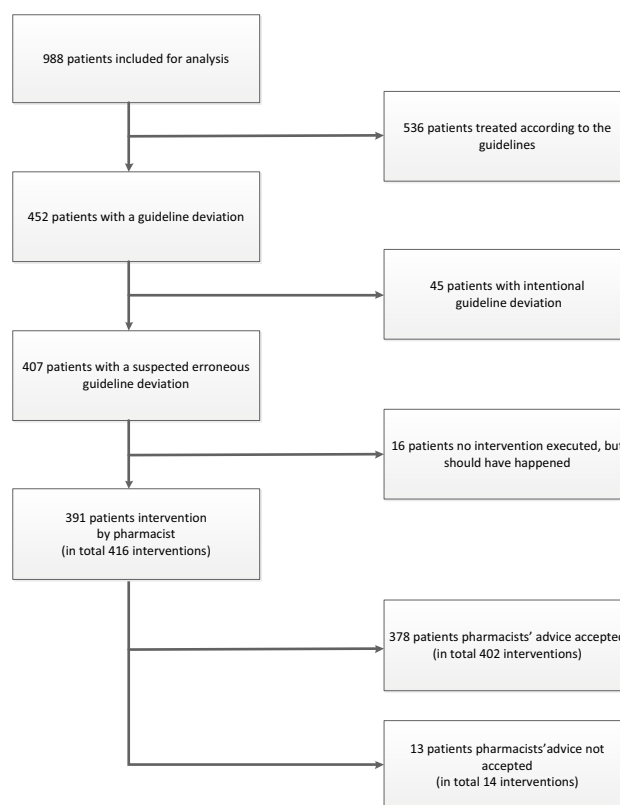 988 patients included for analysis
536 patients treated according to the
guidelines
452 patients with a guideline deviation
45 patients with intentional
guideline deviation
407 patients with a suspected erroneous
guideline deviation
16 patients no intervention executed, but
should have happened
391 patients intervention
by pharmacist
(in total 416 interventions)
378 patients pharmacists’ advice accepted
(in total 402 interventions)
13 patients pharmacists’advice not
accepted
(in total 14 interventions)